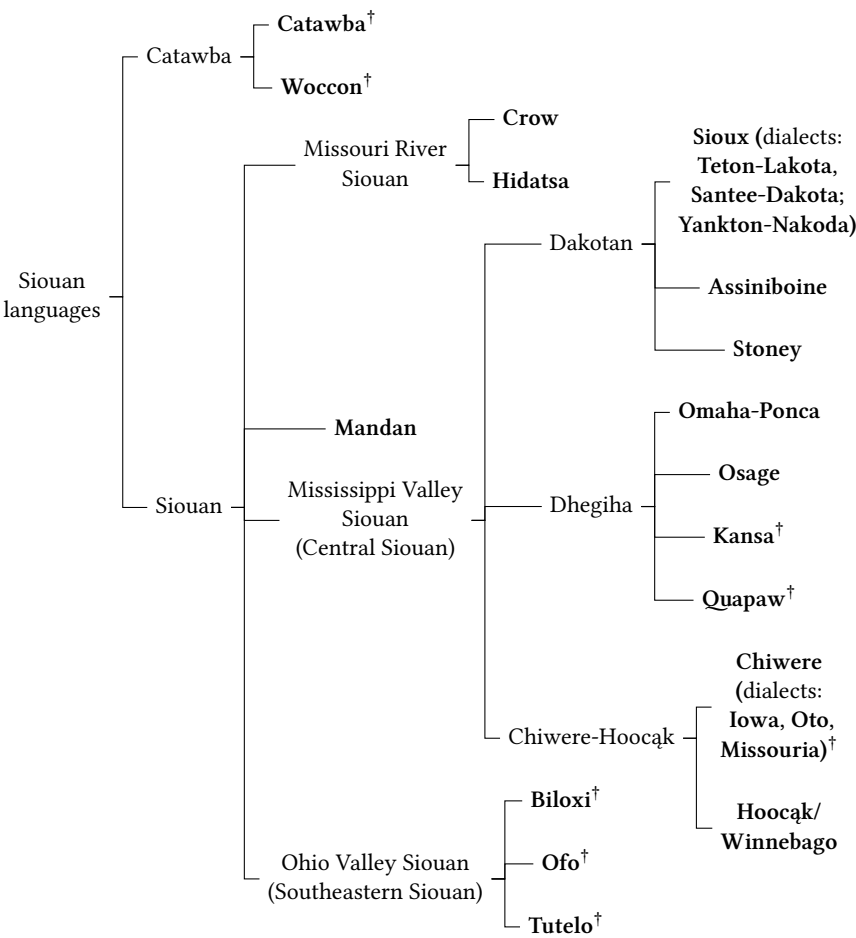 Catawba†
Catawba
Woccon†
Crow
Missouri River
Siouan
Hidatsa
Sioux (dialects:
Teton-Lakota,
Santee-Dakota;
Yankton-Nakoda)
Dakotan
Siouan
languages
Assiniboine
Stoney
Omaha-Ponca
Mandan
Osage
Mississippi Valley
Siouan
(Central Siouan)
Siouan
Dhegiha
Kansa†
Quapaw†
Chiwere
(dialects:
Iowa, Oto,
Missouria)†
Chiwere-Hoocąk
Hoocąk/
Winnebago
Biloxi†
Ohio Valley Siouan
(Southeastern Siouan)
Ofo†
Tutelo†